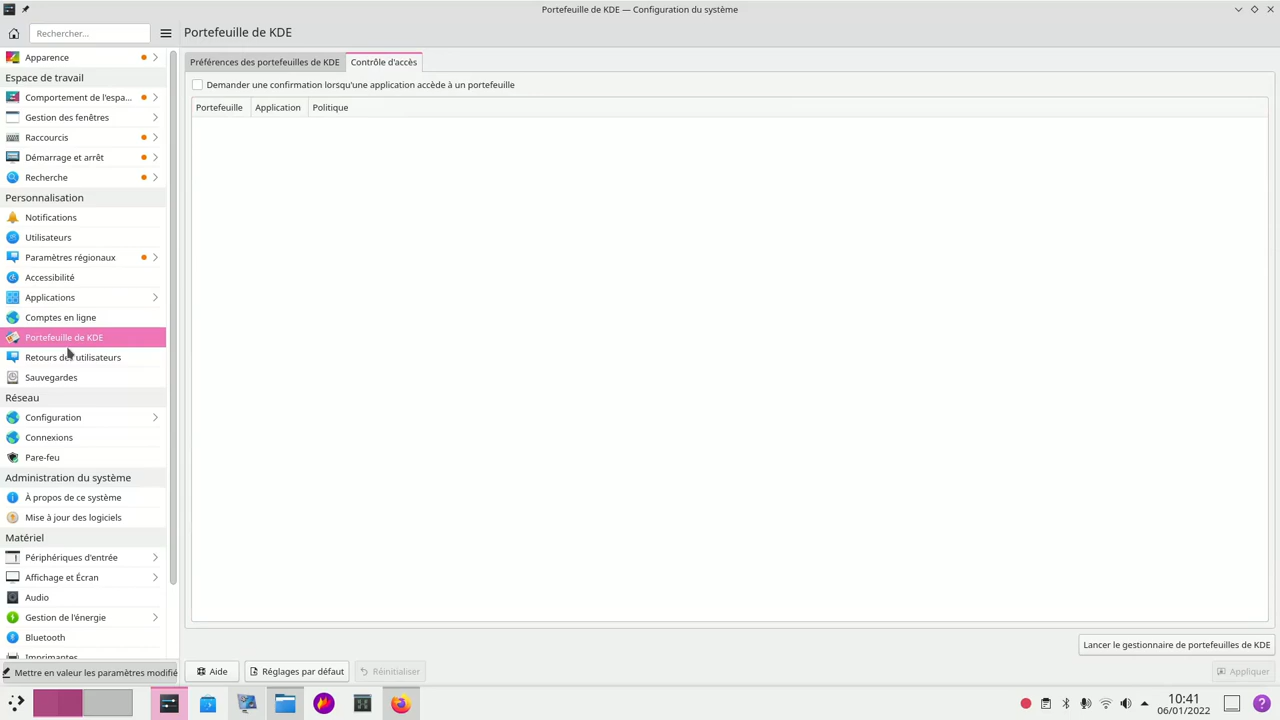 Portefeuille de KDE — Configuration du système
Rechercher...
Portefeuille de KDE
Apparence
Espace de travail
Comportement de l'espa...
Gestion des fenêtres
Raccourcis
Démarrage et arrêt
Recherche
Personnalisation
Notifications
Utilisateurs
Paramètres régionaux
Accessibilité
Applications
Comptes en ligne
Portefeuille de KDE
Retours des utilisateurs
Sauvegardes
Réseau
Configuration
Connexions
Pare-feu
Administration du système
À propos de ce système
Mise à jour des logiciels
Matériel
Périphériques d'entrée
Affichage et Écran
Audio
Gestion de l'énergie
Bluetooth
Imprimantes
Mettre en valeur les paramètres modifié
Préférences des portefeuilles de KDE
Contrôle d'accès
Demander une confirmation lorsqu'une application accède à un portefeuille
Portefeuille Application Politique
Lancer le gestionnaire de portefeuilles de KDE
Aide
Réglages par défaut
Réinitialiser
Appliquer
10:41
06/01/2022